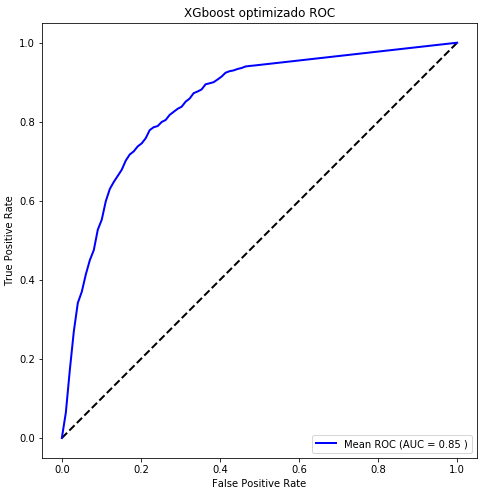 XGboost optimizado ROC
True Positive Rate
1.0
0.8
0.6
0.4
0.2
0.0
Mean ROC (AUC = 0.85 )
0.0 0.2 0.4 0.6 0.8 1.0
False Positive Rate